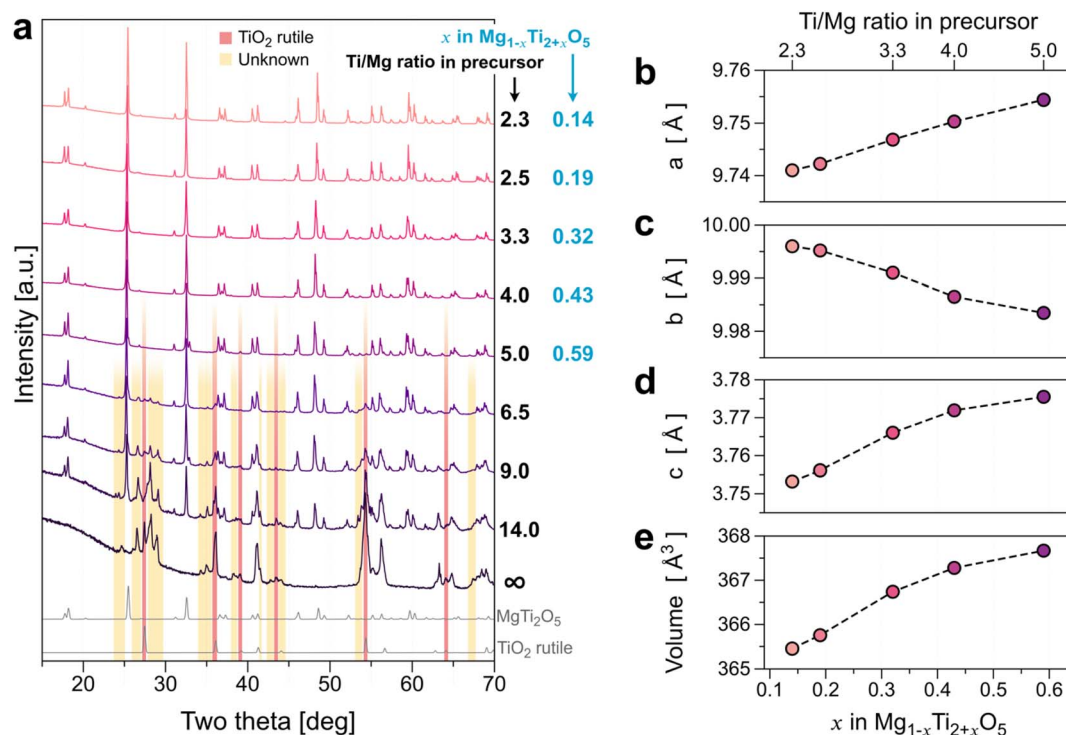 a
TiO₂ rutile
Unknown
x in Mg₁₋ₓTi₂₊ₓO₅
Ti/Mg ratio in precursor
2.3 0.14
2.5 0.19
3.3 0.32
4.0 0.43
5.0 0.59
6.5
9.0
14.0
∞
MgTi₂O₅
TiO₂ rutile
Intensity [a.u.]
20 25 30 35 40 45 50 55 60 65 70
Two theta [deg]
Ti/Mg ratio in precursor
2.3 3.3 4.0 5.0
b
9.76
9.75
9.74
a [Å]
c
10.00
9.99
9.98
b [Å]
d
3.78
3.77
3.76
3.75
c [Å]
e
368
367
366
365
Volume [Å³]
0.1 0.2 0.3 0.4 0.5 0.6
x in Mg₁₋ₓTi₂₊ₓO₅